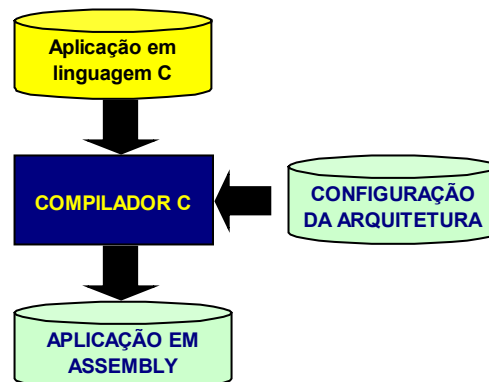 Aplicação em
linguagem C
COMPILADOR C
CONFIGURAÇÃO
DA ARQUITETURA
APLICAÇÃO EM
ASSEMBLY